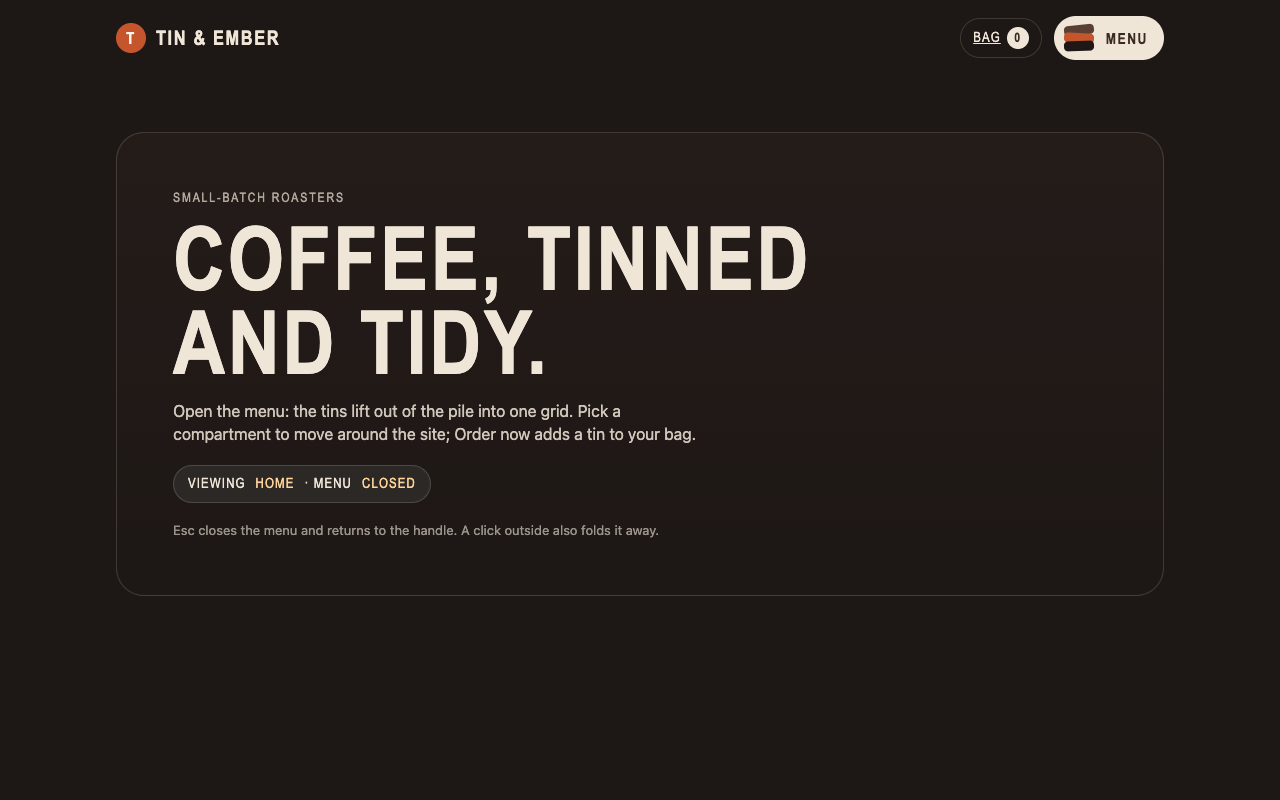 T TIN & EMBER
BAG 0
MENU
SMALL-BATCH ROASTERS
COFFEE, TINNED
AND TIDY.
Open the menu: the tins lift out of the pile into one grid. Pick a
compartment to move around the site; Order now adds a tin to your bag.
VIEWING HOME · MENU CLOSED
Esc closes the menu and returns to the handle. A click outside also folds it away.